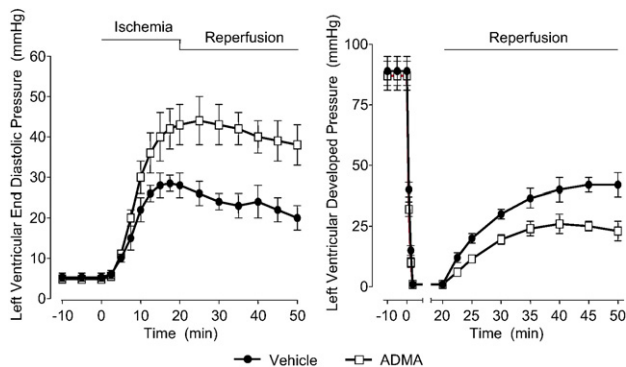 Ischemia
Reperfusion
Left Ventricular End Diastolic Pressure (mmHg)
60
50
40
30
20
10
0
-10 0 10 20 30 40 50
Time (min)
Reperfusion
Left Ventricular Developed Pressure (mmHg)
100
75
50
25
0
-10 0 20 25 30 35 40 45 50
Time (min)
Vehicle ADMA